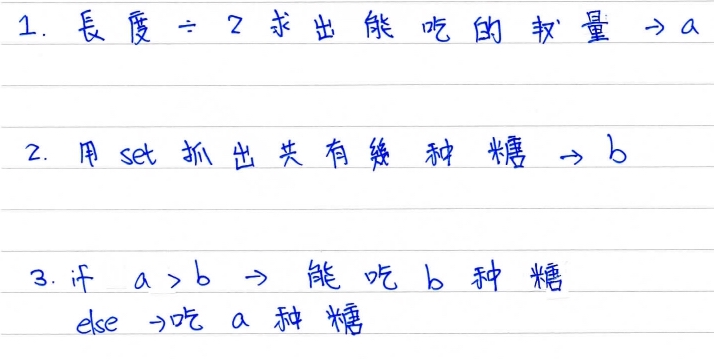 1. 長度 ÷ 2 求出能吃的数量 → a
2. 用 set 抓出共有幾种糖 → b
3. if a > b → 能吃 b 种糖
else → 吃 a 种糖